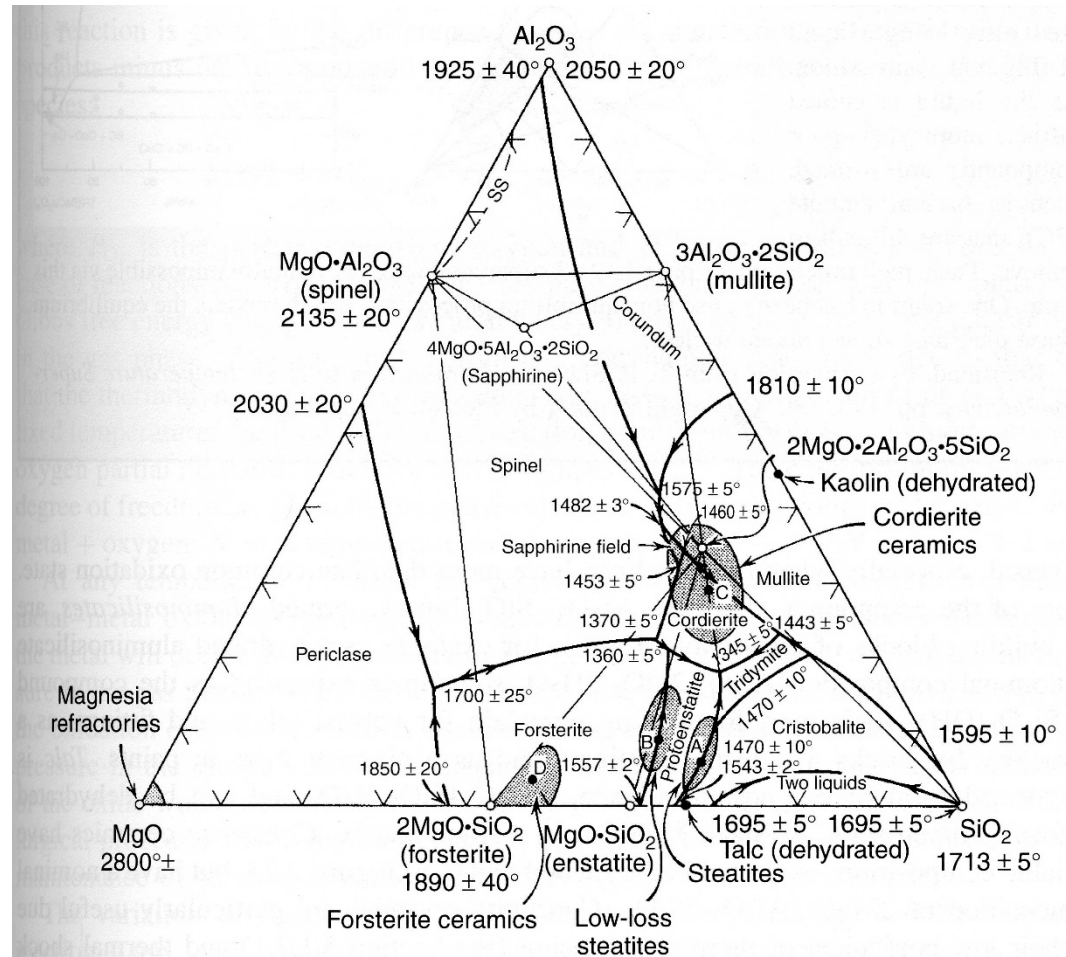 Al₂O₃
1925 ± 40° 2050 ± 20°
SS
MgO•Al₂O₃
(spinel)
2135 ± 20°
3Al₂O₃•2SiO₂
(mullite)
Corundum
4MgO•5Al₂O₃•2SiO₂
(Sapphirine)
2030 ± 20°
1810 ± 10°
Spinel
2MgO•2Al₂O₃•5SiO₂
Kaolin (dehydrated)
1575 ± 5°
1482 ± 3°
1460 ± 5°
Cordierite
ceramics
Sapphirine field
Mullite
1453 ± 5°
C
Cordierite
1370 ± 5°
1443 ± 5°
1360 ± 5°
345 ± 5°
Periclase
Tridymite
Protoenstatite
1470 ± 10°
Magnesia
refractories
1700 ± 25°
Forsterite
B
A
Cristobalite
1595 ± 10°
1850 ± 20°
D
1557 ± 2°
1470 ± 10°
1543 ± 2°
Two liquids
MgO
2800°±
2MgO•SiO₂
(forsterite)
1890 ± 40°
MgO•SiO₂
(enstatite)
1695 ± 5° 1695 ± 5°
SiO₂
1713 ± 5°
Talc (dehydrated)
Steatites
Forsterite ceramics
Low-loss
steatites